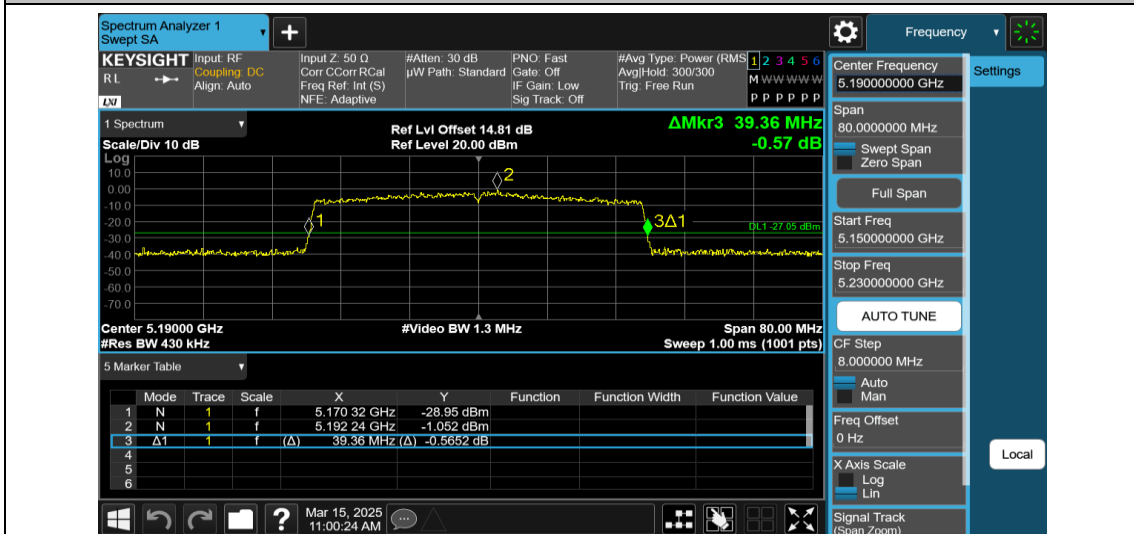 Spectrum Analyzer 1
Swept SA
Frequency
KEYSIGHT
R L
LXI
Input: RF
Coupling: DC
Align: Auto
Input Z: 50 Ω
Corr CCorr RCal
Freq Ref: Int (S)
NFE: Adaptive
#Atten: 30 dB
µW Path: Standard
PNO: Fast
Gate: Off
IF Gain: Low
Sig Track: Off
#Avg Type: Power (RMS
Avg|Hold: 300/300
Trig: Free Run
1 2 3 4 5 6
M W W W W W
P P P P P P
1 Spectrum
Scale/Div 10 dB
Ref Lvl Offset 14.81 dB
Ref Level 20.00 dBm
ΔMkr3 39.36 MHz
-0.57 dB
Log
10.0
0.00
-10.0
-20.0
-30.0
-40.0
-50.0
-60.0
-70.0
1
2
3Δ1
DL1 -27.05 dBm
Center 5.19000 GHz
#Video BW 1.3 MHz
Span 80.00 MHz
#Res BW 430 kHz
Sweep 1.00 ms (1001 pts)
5 Marker Table
Mode Trace Scale X Y Function Function Width Function Value
1 N 1 f 5.170 32 GHz -28.95 dBm
2 N 1 f 5.192 24 GHz -1.052 dBm
3 Δ1 1 f (Δ) 39.36 MHz (Δ) -0.5652 dB
4
5
6
Mar 15, 2025
11:00:24 AM
Center Frequency
5.190000000 GHz
Span
80.0000000 MHz
Swept Span
Zero Span
Full Span
Start Freq
5.150000000 GHz
Stop Freq
5.230000000 GHz
AUTO TUNE
CF Step
8.000000 MHz
Auto
Man
Freq Offset
0 Hz
X Axis Scale
Log
Lin
Signal Track
(Span Zoom)
Settings
Local